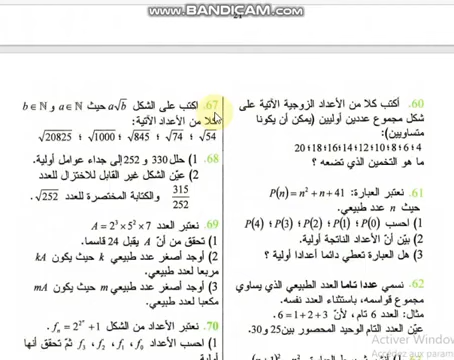 WWW.BANDICAM.COM
60. أكتب كلا من الأعداد الزوجية الآتية على
شكل مجموع عددين أوليين (يمكن أن يكونا
متساويين):
4 ؛ 6 ؛ 8 ؛ 10 ؛ 12 ؛ 14 ؛ 16 ؛ 18 ؛ 20
ما هو التخمين الذي تضعه ؟
61. نعتبر العبارة: P(n) = n² + n + 41
حيث n عدد طبيعي.
1) احسب P(0) ؛ P(1) ؛ P(2) ؛ P(3) ؛ P(4)
2) بيّن أنّ الأعداد الناتجة أولية.
3) هل العبارة تعطي دائما أعدادا أولية ؟
62. نسمي عددا تاما العدد الطبيعي الذي يساوي
مجموع قواسمه، باستثناء العدد نفسه.
مثال: العدد 6 تام ، لأنّ 6 = 1 + 2 + 3
عيّن العدد التام الوحيد المحصور بين 25 و 30.
67. اكتب على الشكل a√b حيث a∈ℕ و b∈ℕ
كلا من الأعداد الآتية:
√54 ؛ √74 ؛ √845 ؛ √1000 ؛ √20825
68. 1) حلل 330 و 252 إلى جداء عوامل أولية.
2) عيّن الشكل غير القابل للاختزال للعدد
315/252 والكتابة المختصرة للعدد √252.
69. نعتبر العدد A = 2³ × 5² × 7
1) تحقق من أنّ A يقبل 24 قاسما.
2) أوجد أصغر عدد طبيعي k حيث يكون kA
مربعا لعدد طبيعي.
3) أوجد أصغر عدد طبيعي m حيث يكون mA
مكعبا لعدد طبيعي.
70. نعتبر الأعداد من الشكل fₙ = 2^(2ⁿ) + 1
1) احسب الأعداد f₀ ، f₁ ، f₂ ، f₃ ثمّ تحقق أنها
Activer Window